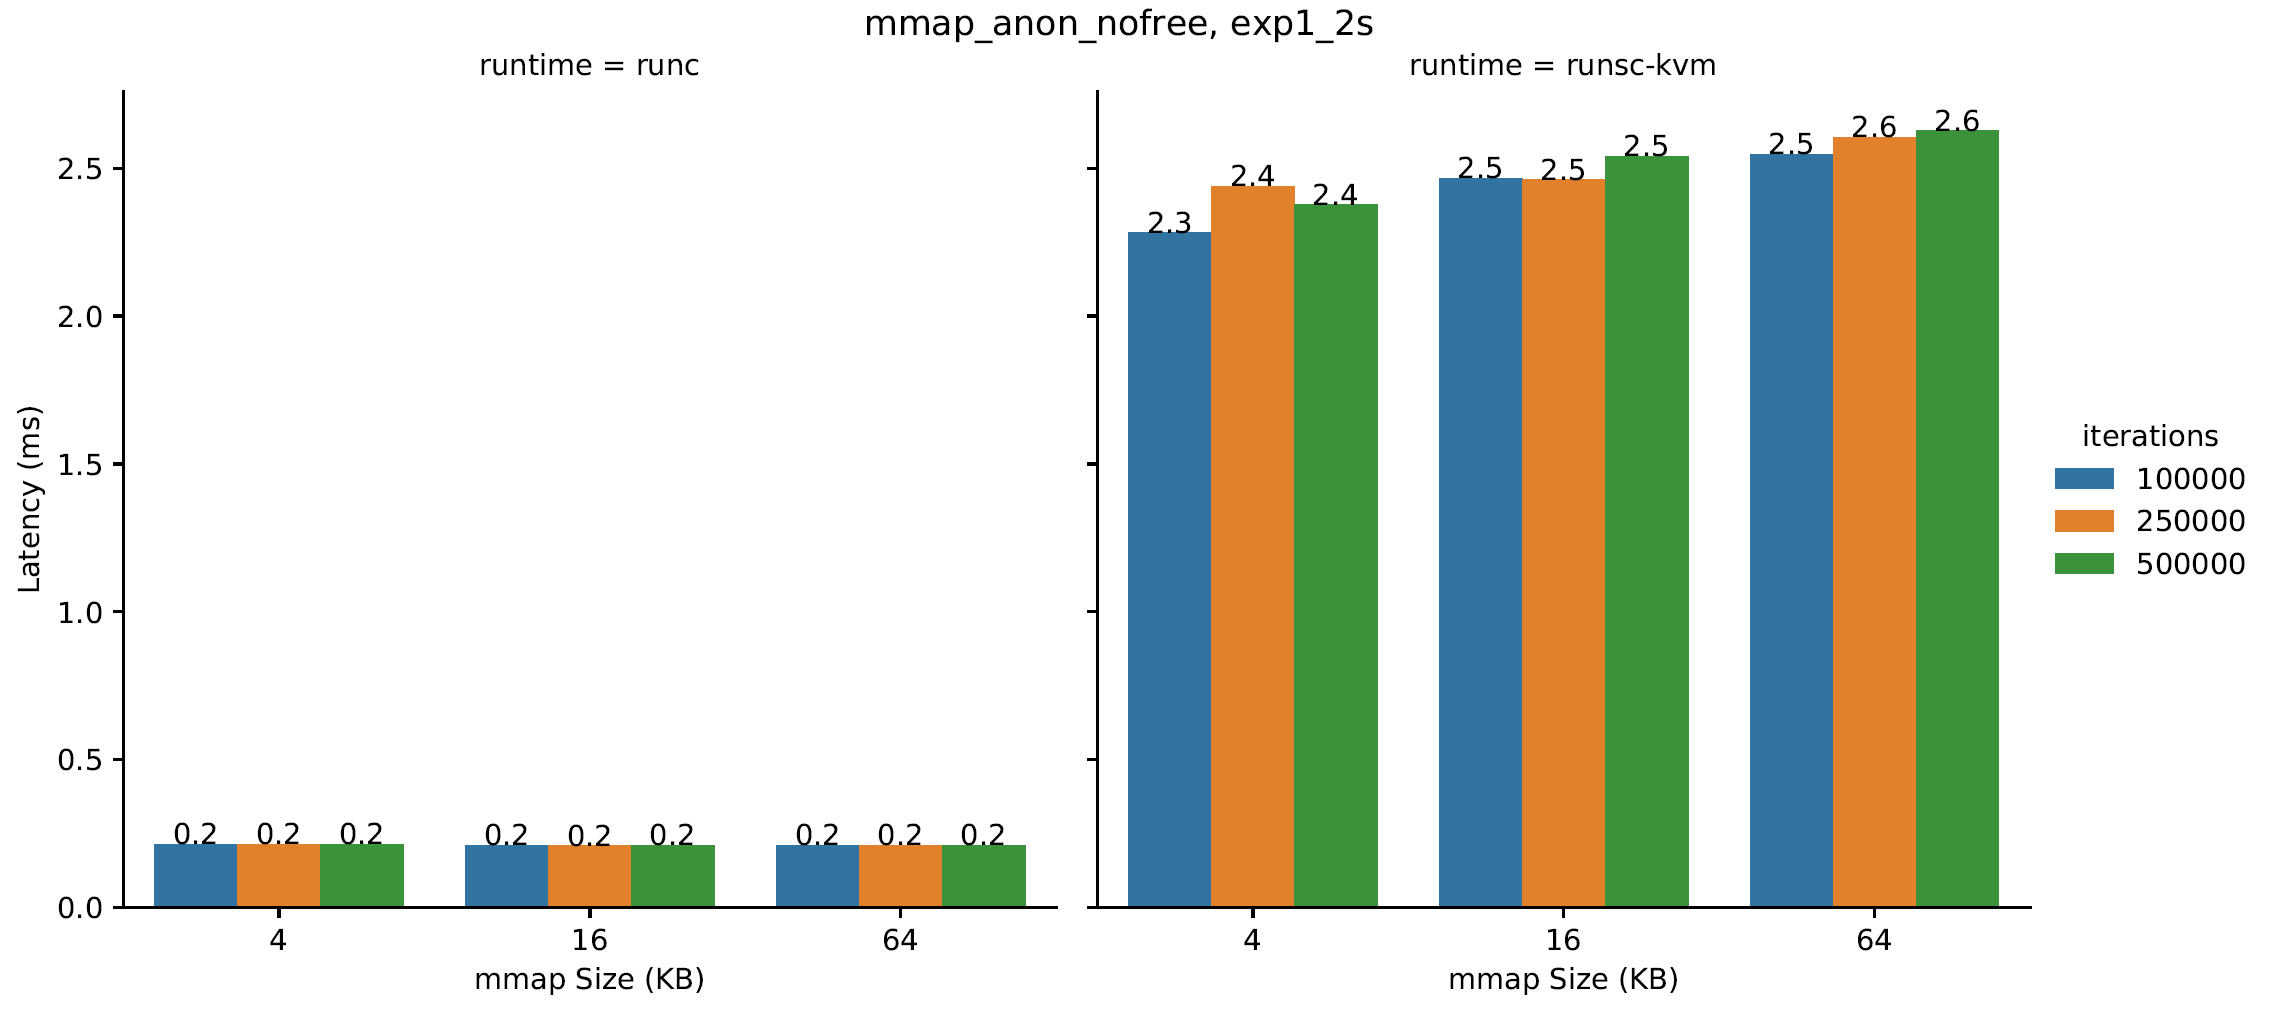 mmap_anon_nofree, exp1_2s
runtime = runc
runtime = runsc-kvm
Latency (ms)
2.5
2.0
1.5
1.0
0.5
0.0
0.2 0.2 0.2 0.2 0.2 0.2 0.2 0.2 0.2
4 16 64
mmap Size (KB)
2.3 2.4 2.4 2.5 2.5 2.5 2.5 2.6 2.6
4 16 64
mmap Size (KB)
iterations
100000
250000
500000